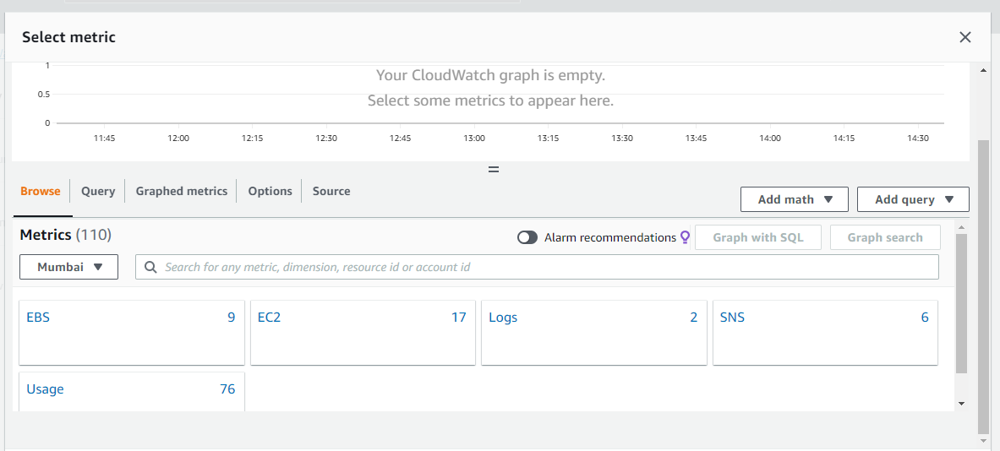 Select metric
1
Your CloudWatch graph is empty.
0.5
Select some metrics to appear here.
0
11:45 12:00 12:15 12:30 12:45 13:00 13:15 13:30 13:45 14:00 14:15 14:30
Browse Query Graphed metrics Options Source Add math Add query
Metrics (110) Alarm recommendations Graph with SQL Graph search
Mumbai Search for any metric, dimension, resource id or account id
EBS 9 EC2 17 Logs 2 SNS 6
Usage 76